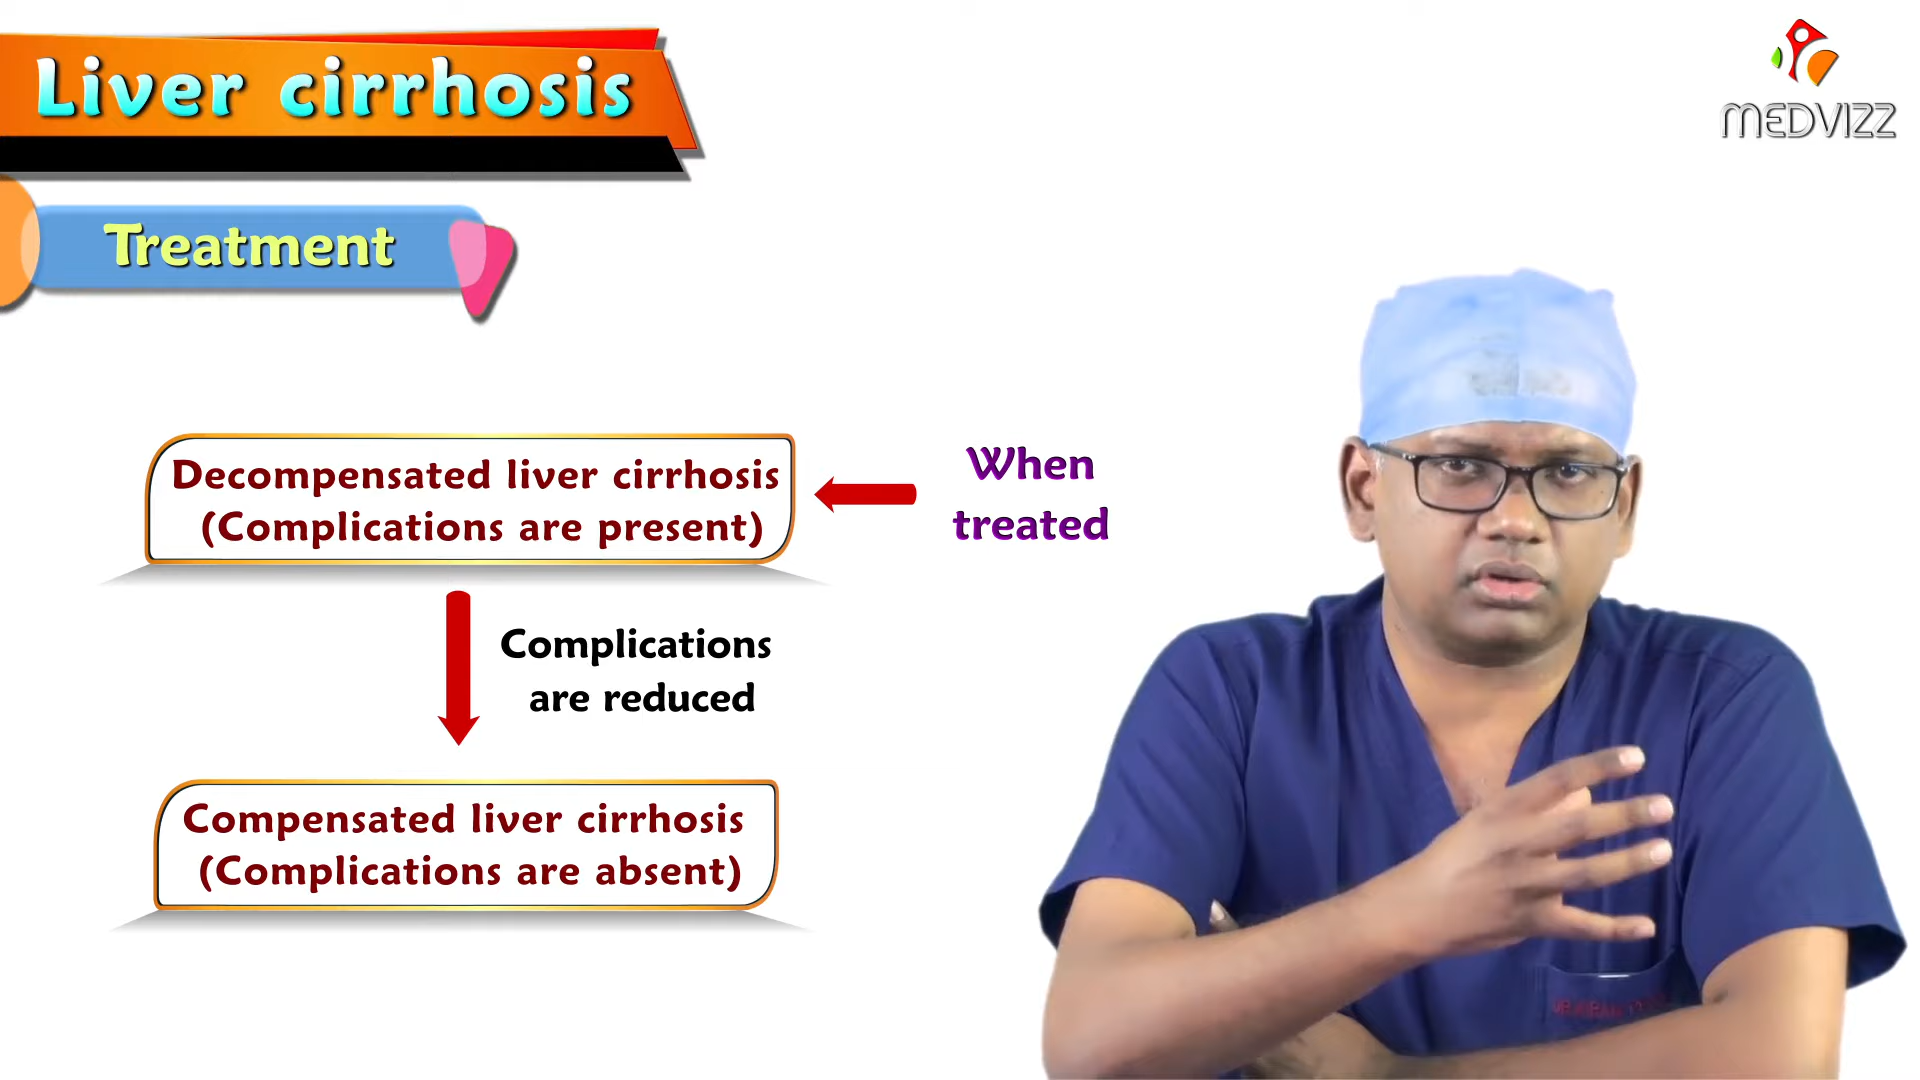 Liver cirrhosis
MEDVIZZ
Treatment
Decompensated liver cirrhosis
(Complications are present)
When
treated
Complications
are reduced
Compensated liver cirrhosis
(Complications are absent)